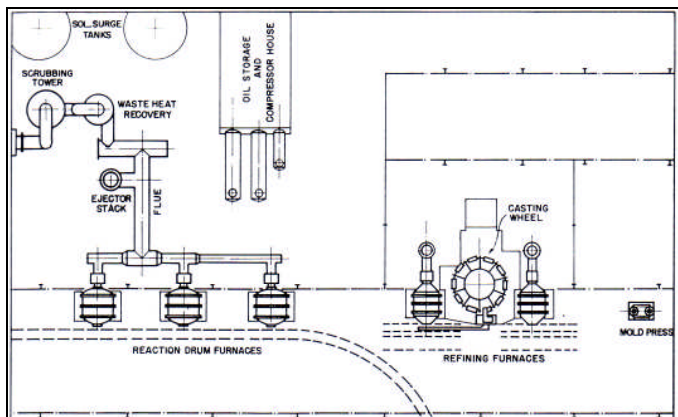 SOL. SURGE
TANKS
SCRUBBING
TOWER
WASTE HEAT
RECOVERY
OIL STORAGE
AND
COMPRESSOR HOUSE
EJECTOR
STACK
FLUE
CASTING
WHEEL
MOLD PRESS
REACTION DRUM FURNACES
REFINING FURNACES